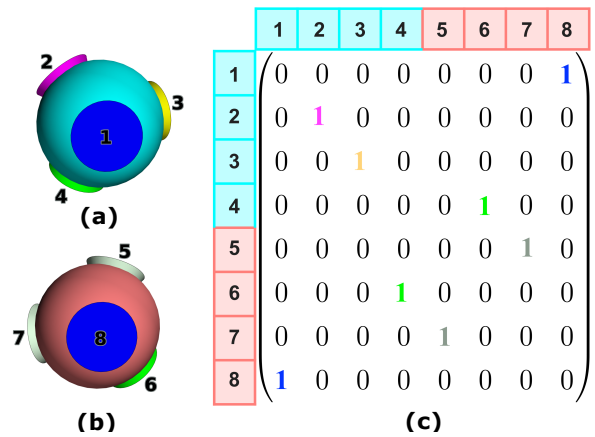 2
3
1
4
(a)
5
7
8
6
(b)
1 2 3 4 5 6 7 8
1 0 0 0 0 0 0 0 1
2 0 1 0 0 0 0 0 0
3 0 0 1 0 0 0 0 0
4 0 0 0 0 0 1 0 0
5 0 0 0 0 0 0 1 0
6 0 0 0 1 0 0 0 0
7 0 0 0 0 1 0 0 0
8 1 0 0 0 0 0 0 0
(c)